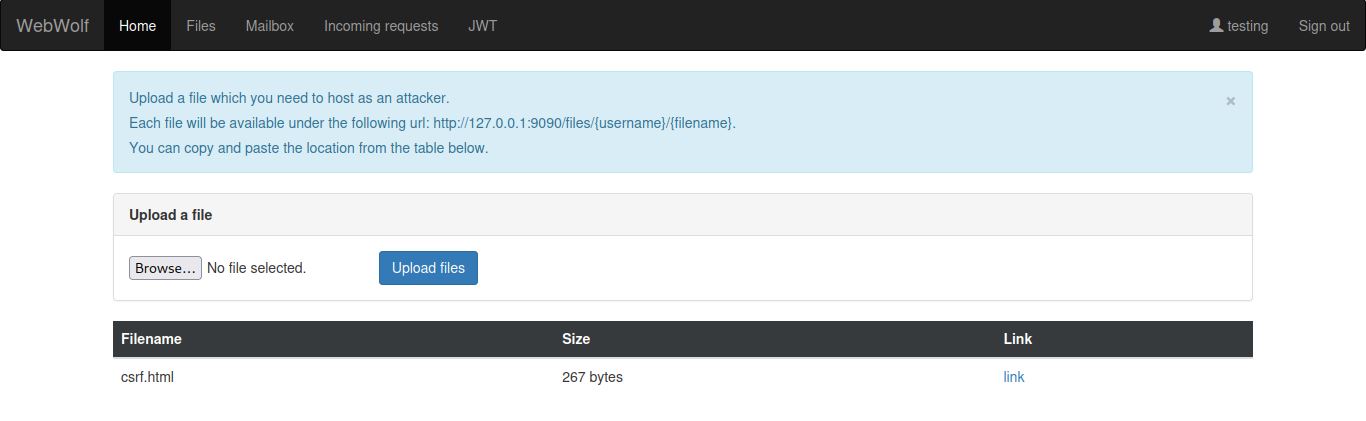 WebWolf Home Files Mailbox Incoming requests JWT testing Sign out
Upload a file which you need to host as an attacker. ×
Each file will be available under the following url: http://127.0.0.1:9090/files/{username}/{filename}.
You can copy and paste the location from the table below.
Upload a file
Browse... No file selected. Upload files
Filename Size Link
csrf.html 267 bytes link